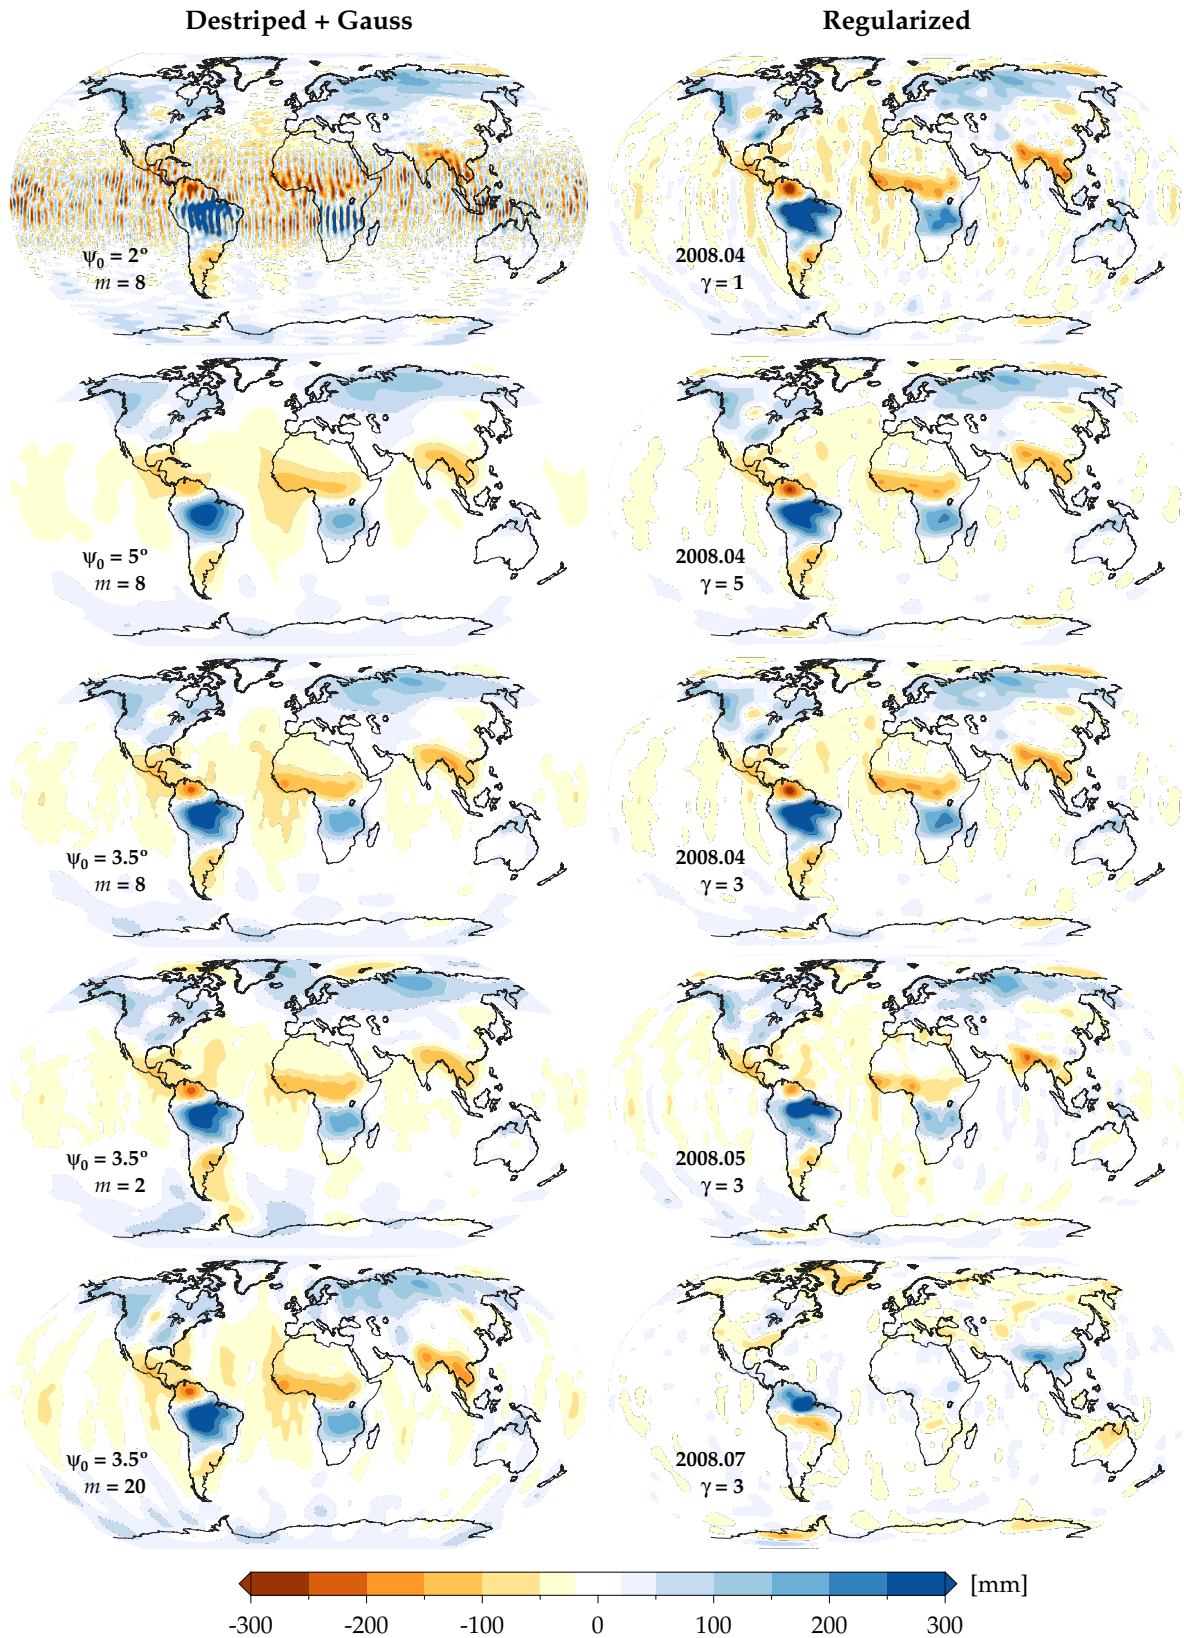 Destriped + Gauss
Regularized
ψ0 = 2°
m = 8
2008.04
γ = 1
ψ0 = 5°
m = 8
2008.04
γ = 5
ψ0 = 3.5°
m = 8
2008.04
γ = 3
ψ0 = 3.5°
m = 2
2008.05
γ = 3
ψ0 = 3.5°
m = 20
2008.07
γ = 3
[mm]
-300 -200 -100 0 100 200 300